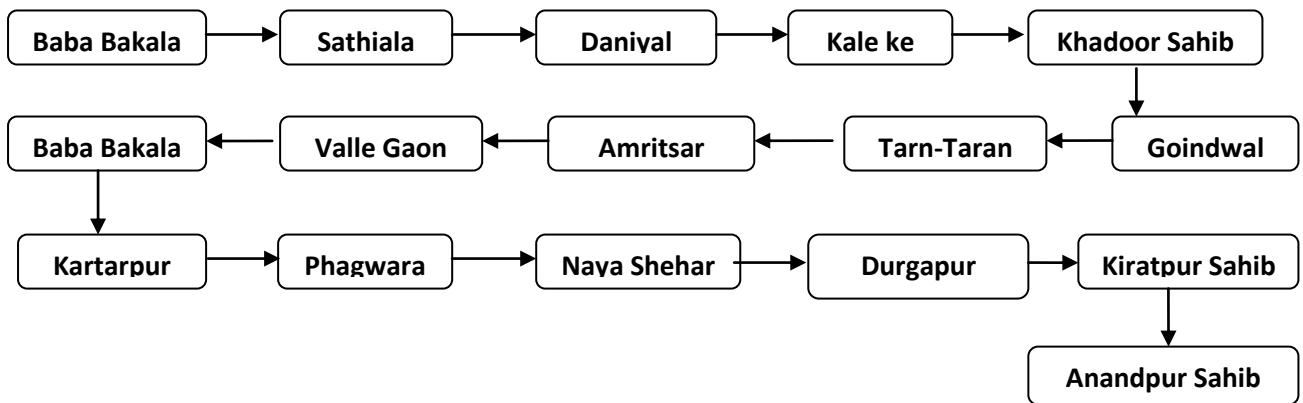 Baba Bakala
Sathiala
Daniyal
Kale ke
Khadoor Sahib
Goindwal
Tarn-Taran
Amritsar
Valle Gaon
Baba Bakala
Kartarpur
Phagwara
Naya Shehar
Durgapur
Kiratpur Sahib
Anandpur Sahib